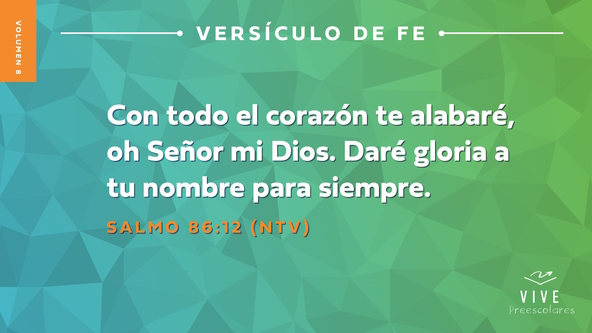 VOLUMEN 8
VERSÍCULO DE FE
Con todo el corazón te alabaré,
oh Señor mi Dios. Daré gloria a
tu nombre para siempre.
SALMO 86:12 (NTV)
VIVE
Preescolares